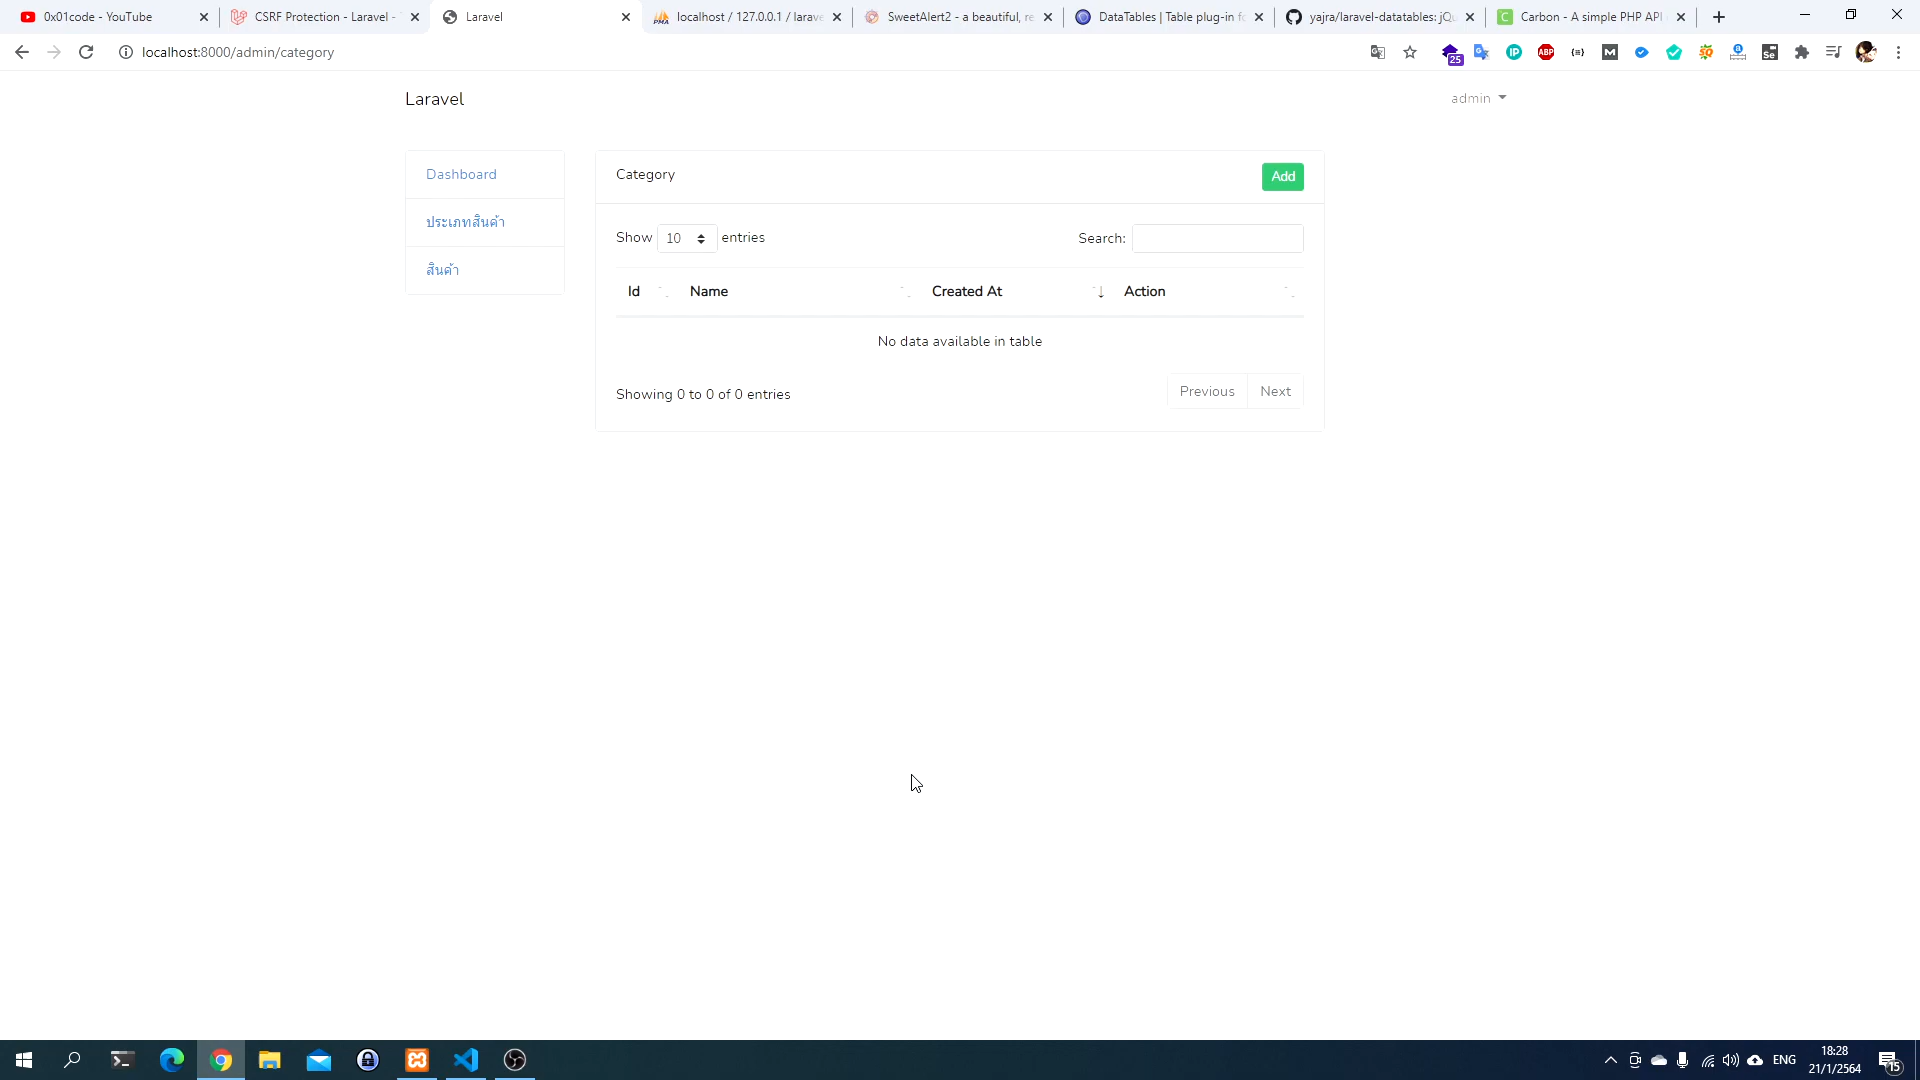 0x01code - YouTube
CSRF Protection - Laravel -
Laravel
localhost / 127.0.0.1 / larave
SweetAlert2 - a beautiful, re
DataTables | Table plug-in fo
yajra/laravel-datatables: jQu
Carbon - A simple PHP API
localhost:8000/admin/category
25
Laravel
admin
Dashboard
ประเภทสินค้า
สินค้า
Category
Add
Show 10 entries
Search:
Id Name Created At Action
No data available in table
Showing 0 to 0 of 0 entries
Previous Next
ENG
18:28
21/1/2564
15